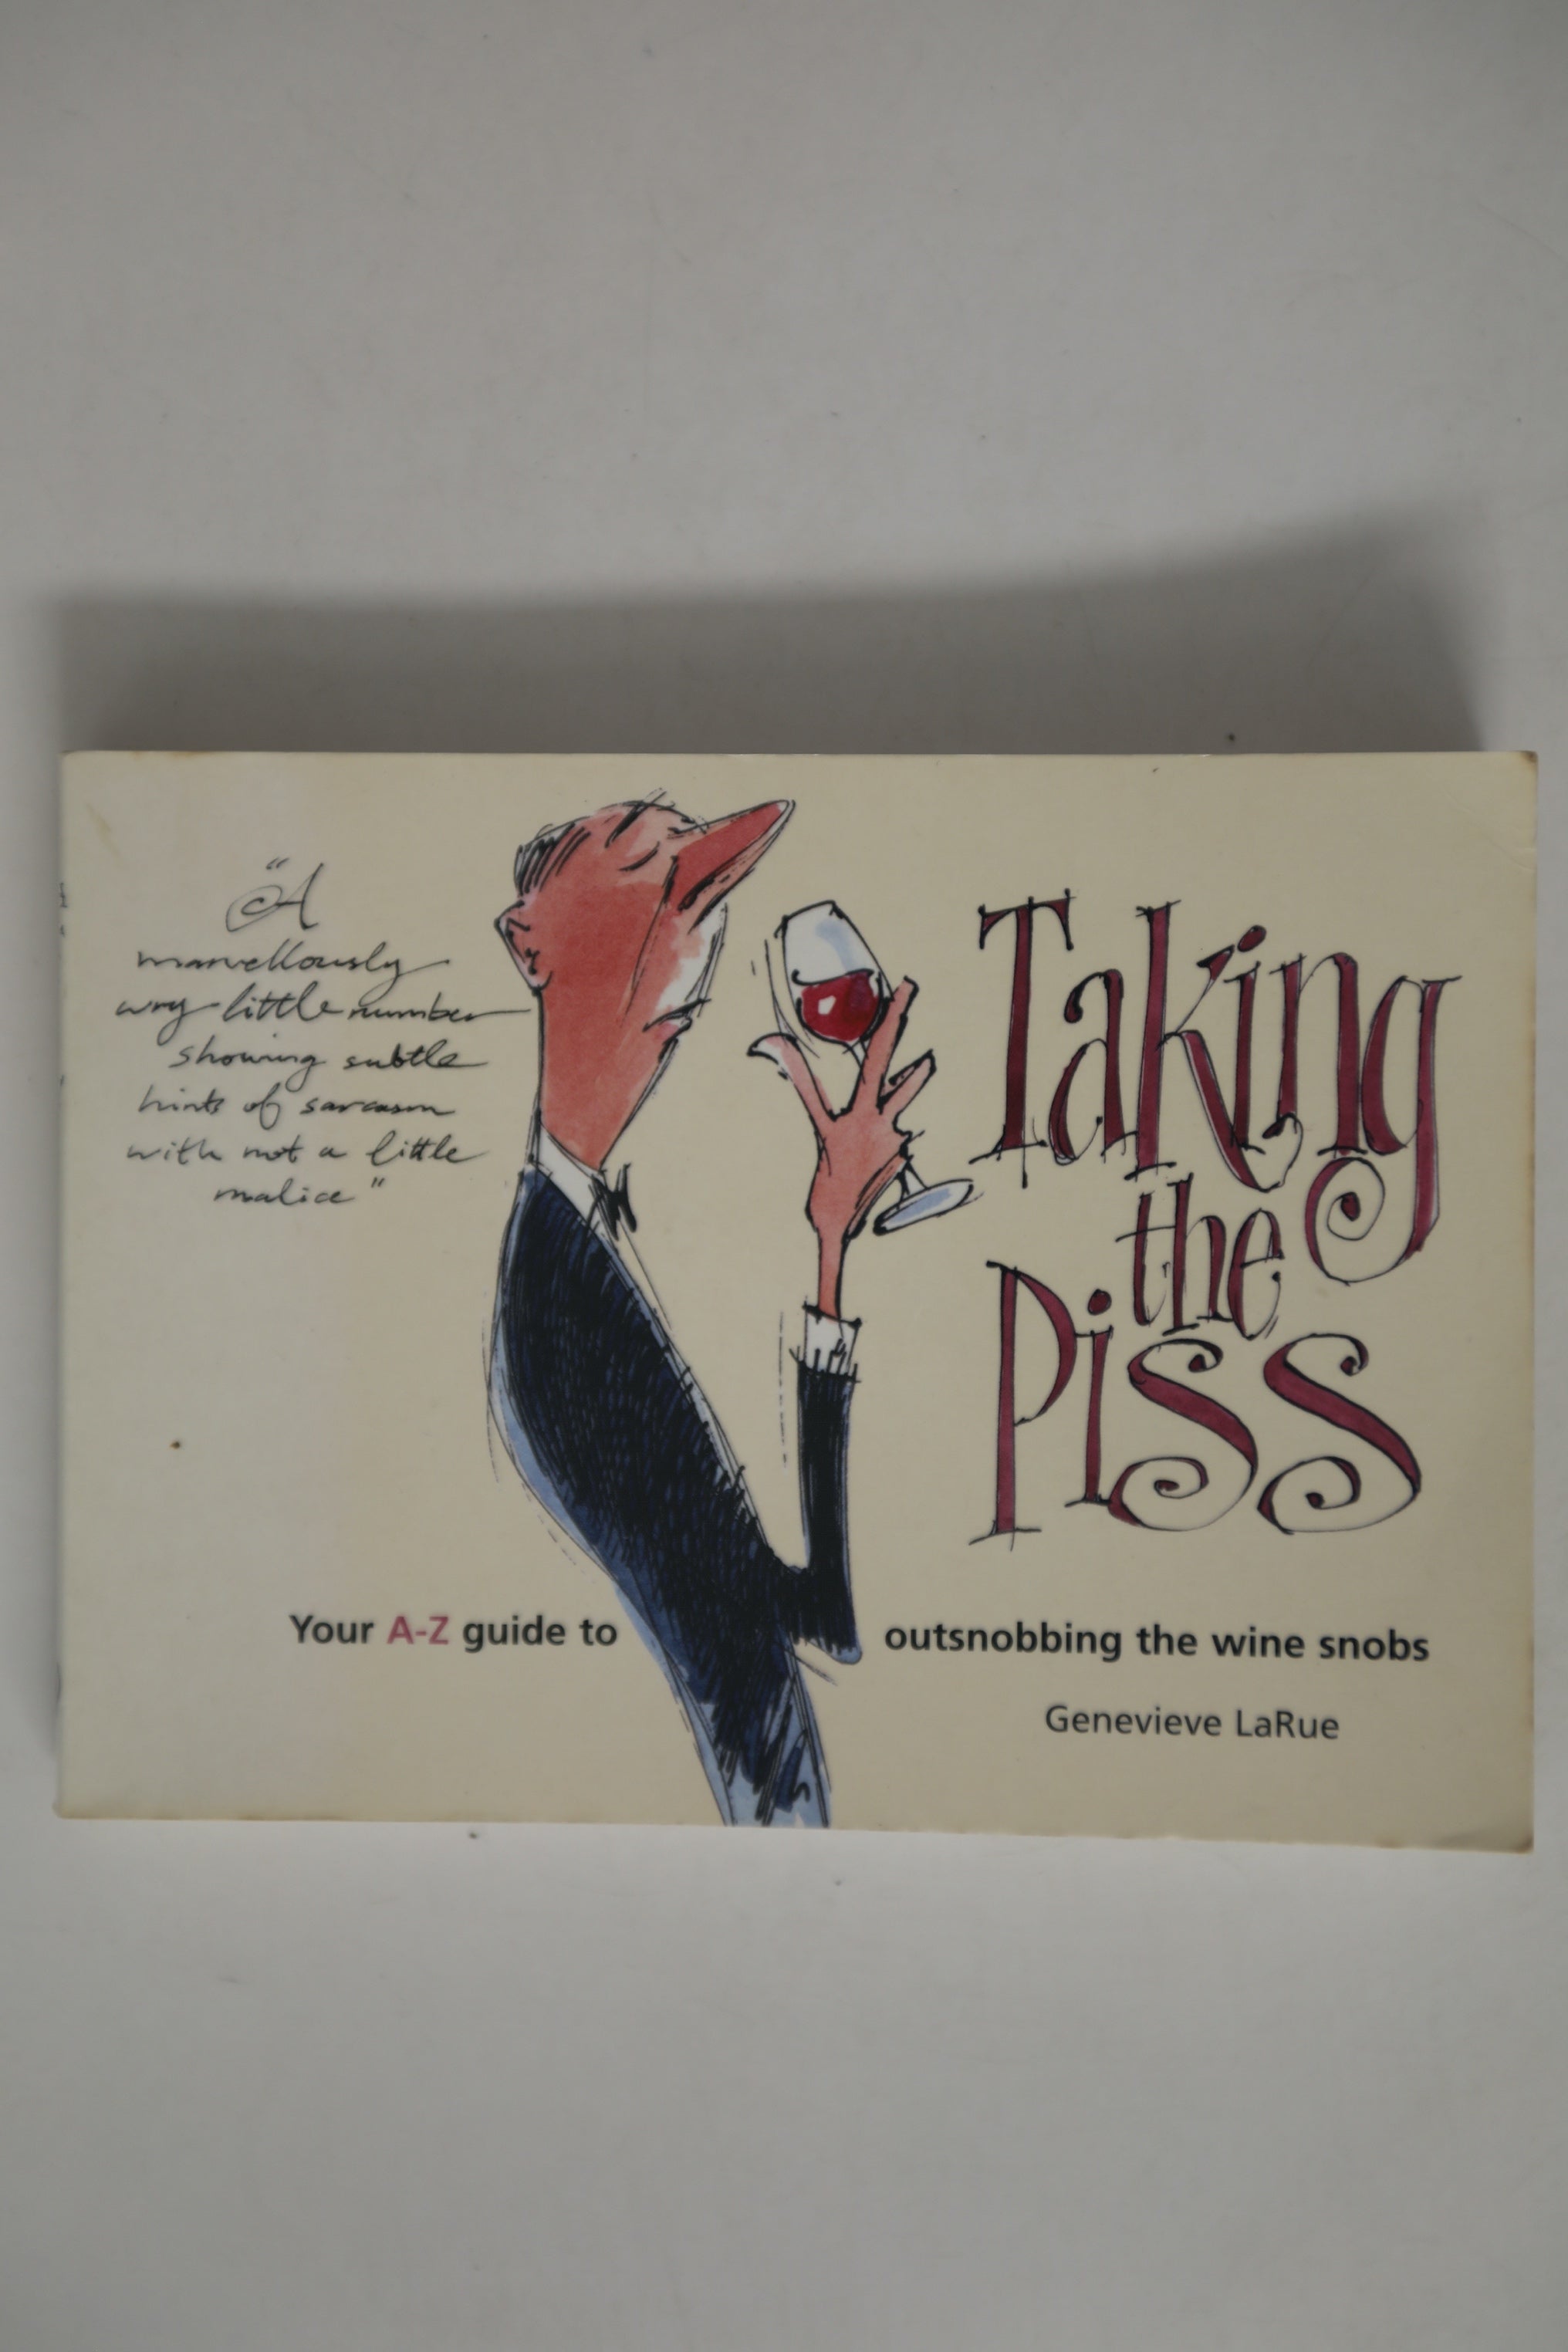 "A
marvellously
wry little number
showing subtle
hints of sarcasm
with not a little
malice"
Taking
the
Piss
Your A-Z guide to outsnobbing the wine snobs
Genevieve LaRue